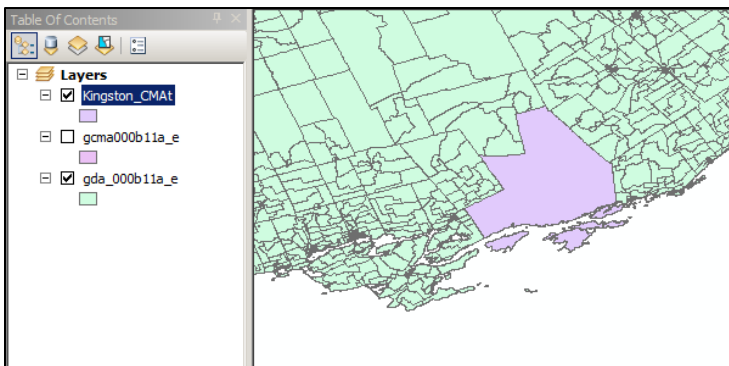 Table Of Contents
Layers
Kingston_CMAt
gcma000b11a_e
gda_000b11a_e